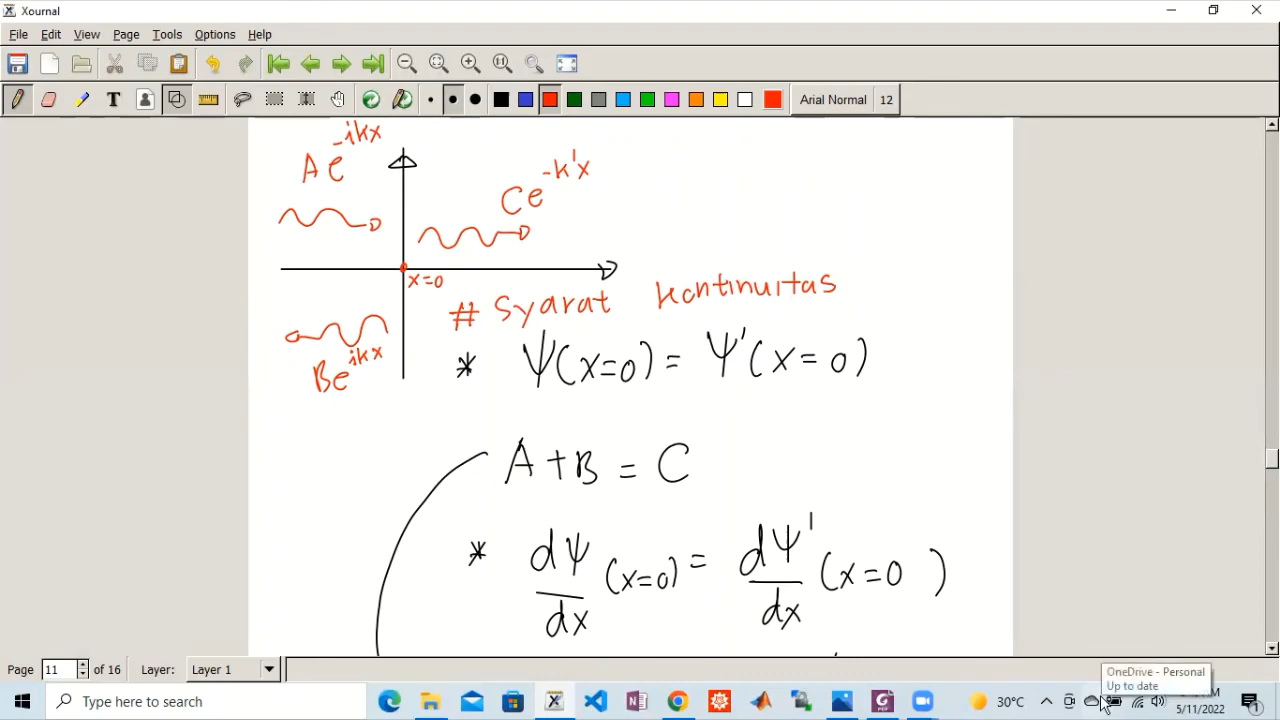 Xournal
File Edit View Page Tools Options Help
T Arial Normal 12
Ae^-ikx
Ce^-k'x
x=0
# Syarat kontinuitas
Be^ikx
* Ψ(x=0) = Ψ'(x=0)
A+B = C
* dΨ/dx (x=0) = dΨ'/dx (x=0)
Page 11 of 16 Layer: Layer 1
OneDrive - Personal
Up to date
Type here to search
30°C
5/11/2022